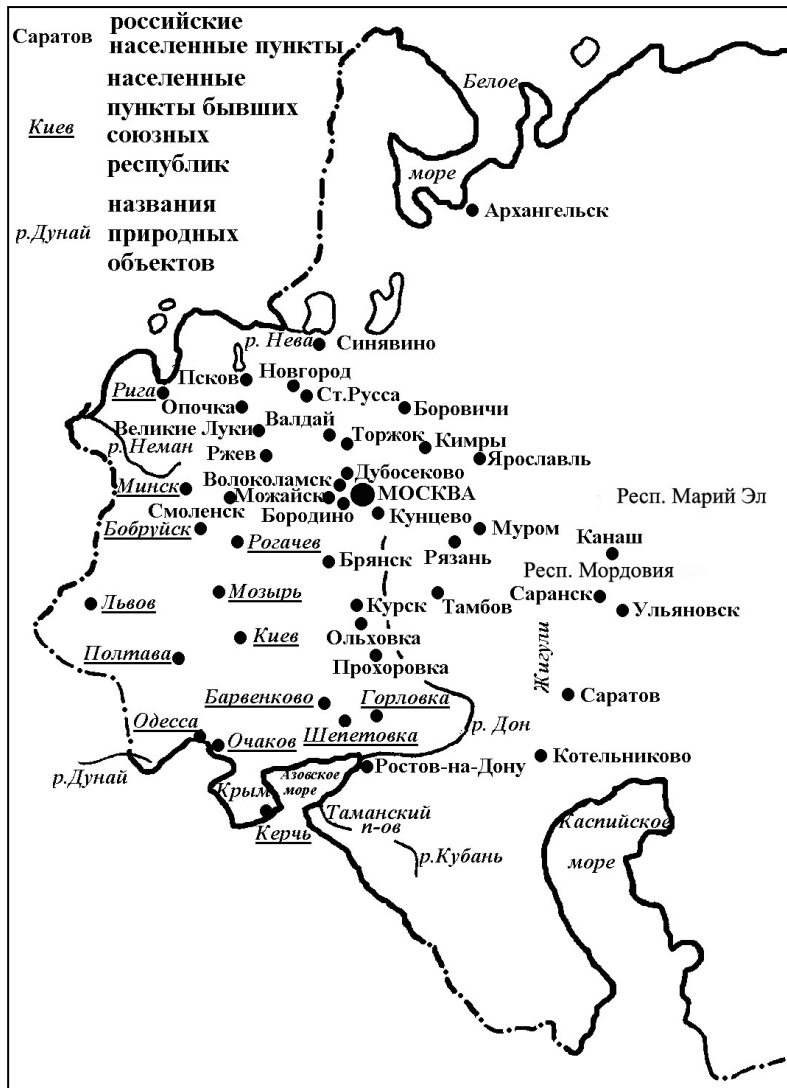 Саратов
российские
населенные пункты
Киев
населенные
пункты бывших
союзных
республик
р.Дунай
названия
природных
объектов
Белое
море
Архангельск
р. Нева
Синявино
Псков
Новгород
Рига
Ст.Русса
Опочка
Боровичи
Великие Луки
Валдай
Торжок
Кимры
р. Неман
Ржев
Ярославль
Дубосеково
Волоколамск
Минск
Можайск
МОСКВА
Респ. Марий Эл
Смоленск
Бородино
Кунцево
Бобруйск
Муром
Канаш
Рогачев
Рязань
Брянск
Респ. Мордовия
Мозырь
Саранск
Львов
Курск
Тамбов
Ульяновск
Киев
Ольховка
Полтава
Прохоровка
Жигули
Барвенково
Горловка
Саратов
Одесса
р. Дон
Очаков
Шепетовка
р.Дунай
Котельниково
Азовское
море
Ростов-на-Дону
Крым
Керчь
Таманский
п-ов
Каспийское
море
р.Кубань